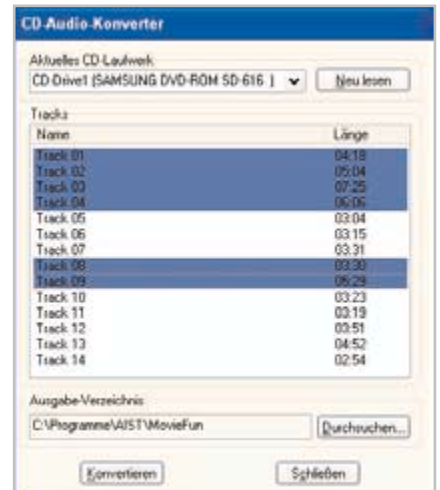 CD-Audio-Konverter
Aktuelles CD-Laufwerk
CD-Drive1 (SAMSUNG DVD-ROM SD-616 ) Neu lesen
Tracks
Name Länge
Track 01 04:18
Track 02 05:04
Track 03 07:25
Track 04 06:06
Track 05 03:04
Track 06 03:15
Track 07 03:31
Track 08 03:30
Track 09 05:29
Track 10 03:23
Track 11 03:19
Track 12 03:51
Track 13 04:52
Track 14 02:54
Ausgabe-Verzeichnis
C:\Programme\AIST\MovieFun Durchsuchen...
Konvertieren Schließen